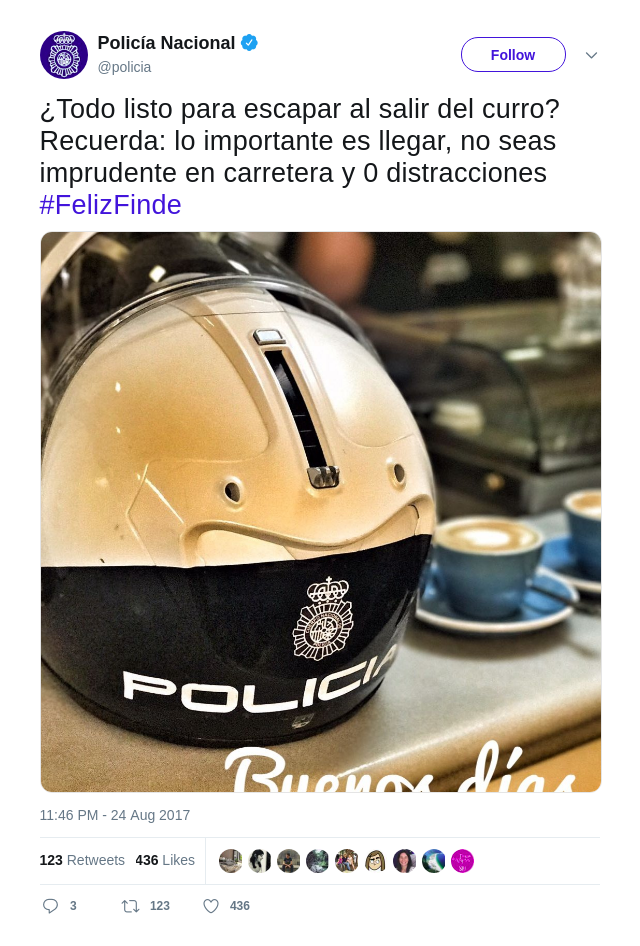 Policía Nacional
@policia
Follow
¿Todo listo para escapar al salir del curro?
Recuerda: lo importante es llegar, no seas
imprudente en carretera y 0 distracciones
#FelizFinde
POLICIA
Buenos días
11:46 PM - 24 Aug 2017
123 Retweets 436 Likes
3 123 436